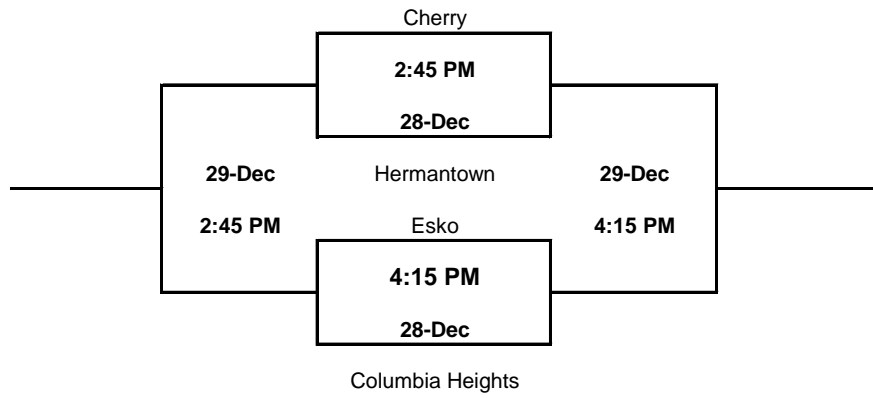 Cherry
2:45 PM
28-Dec
29-Dec Hermantown 29-Dec
2:45 PM Esko 4:15 PM
4:15 PM
28-Dec
Columbia Heights